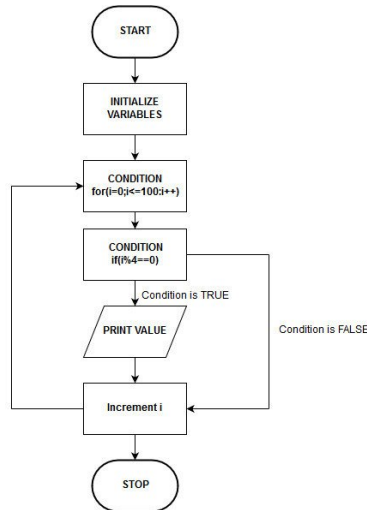 START
INITIALIZE
VARIABLES
CONDITION
for(i=0;i<=100:i++)
CONDITION
if(i%4==0)
Condition is TRUE
PRINT VALUE
Condition is FALSE
Increment i
STOP